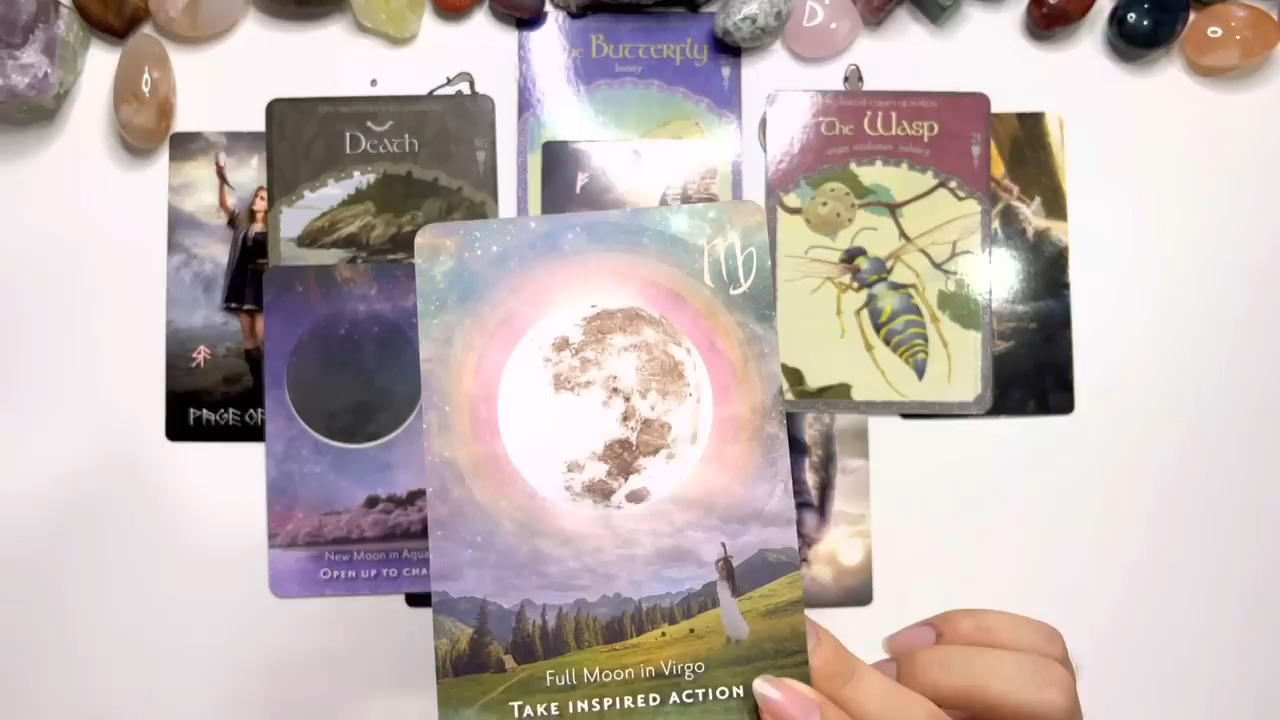 The Butterfly
beauty
Death
The Wasp
PAGE OF
New Moon in Aqua
OPEN UP TO CHA
Full Moon in Virgo
TAKE INSPIRED ACTION